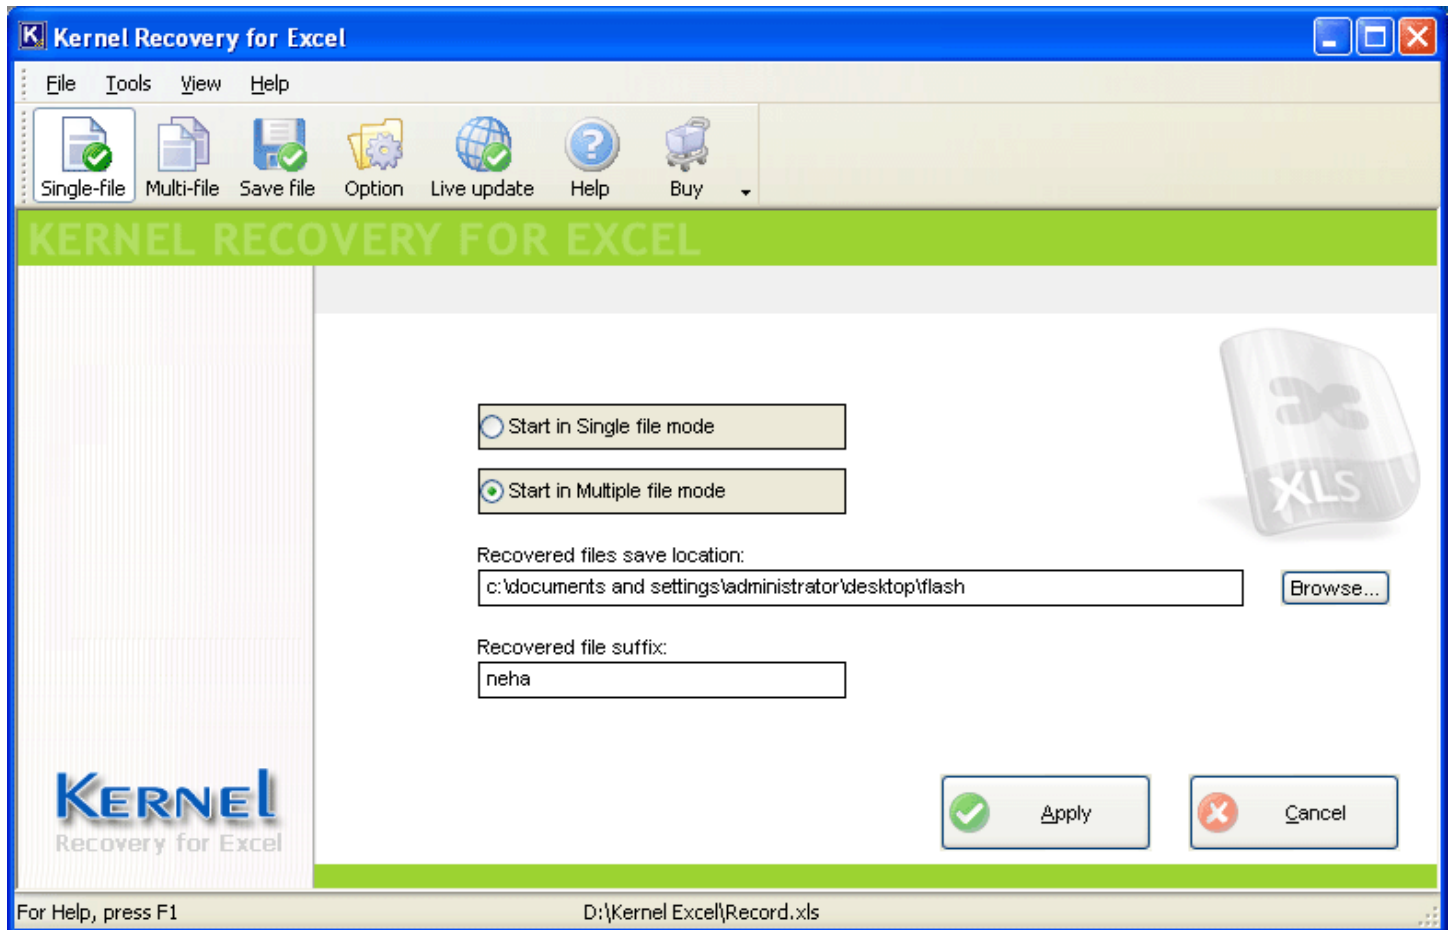 Kernel Recovery for Excel
File Tools View Help
Single-file Multi-file Save file Option Live update Help Buy
KERNEL RECOVERY FOR EXCEL
XLS
Start in Single file mode
Start in Multiple file mode
Recovered files save location:
c:\documents and settings\administrator\desktop\flash
Browse...
Recovered file suffix:
neha
KERNEl
Recovery for Excel
Apply
Cancel
For Help, press F1
D:\Kernel Excel\Record.xls